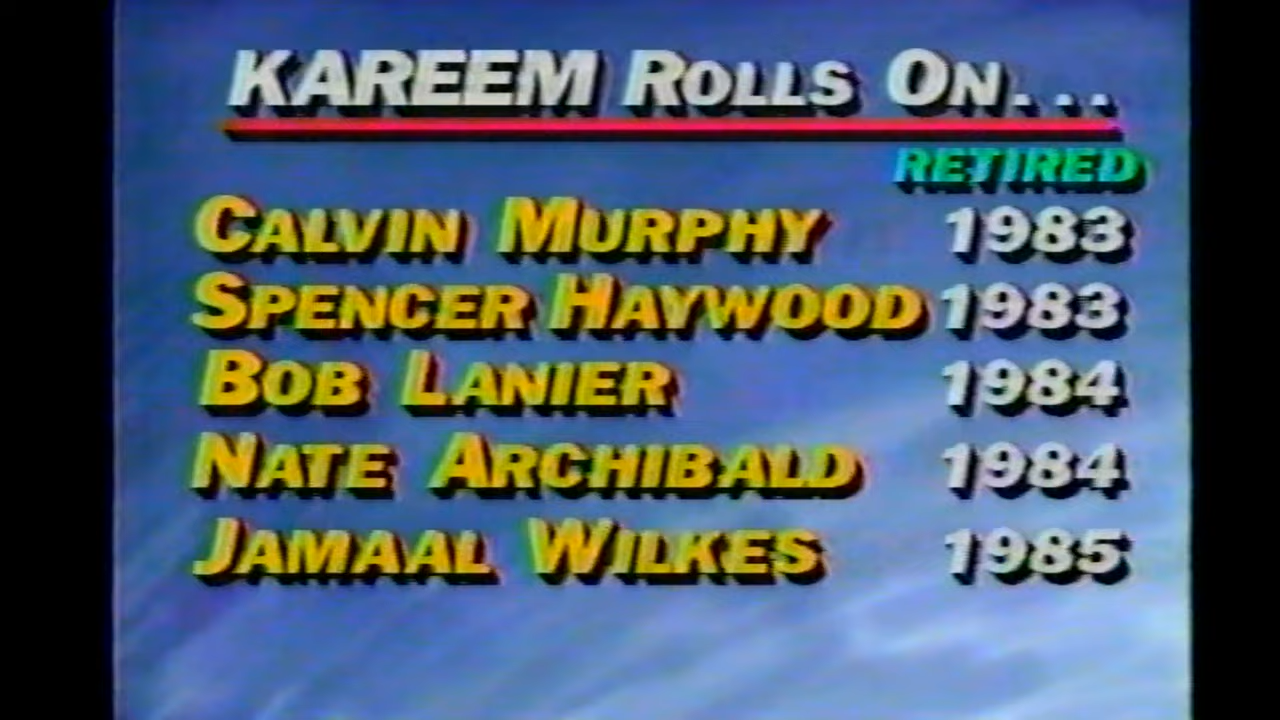 KAREEM ROLLS ON...
RETIRED
CALVIN MURPHY 1983
SPENCER HAYWOOD 1983
BOB LANIER 1984
NATE ARCHIBALD 1984
JAMAAL WILKES 1985